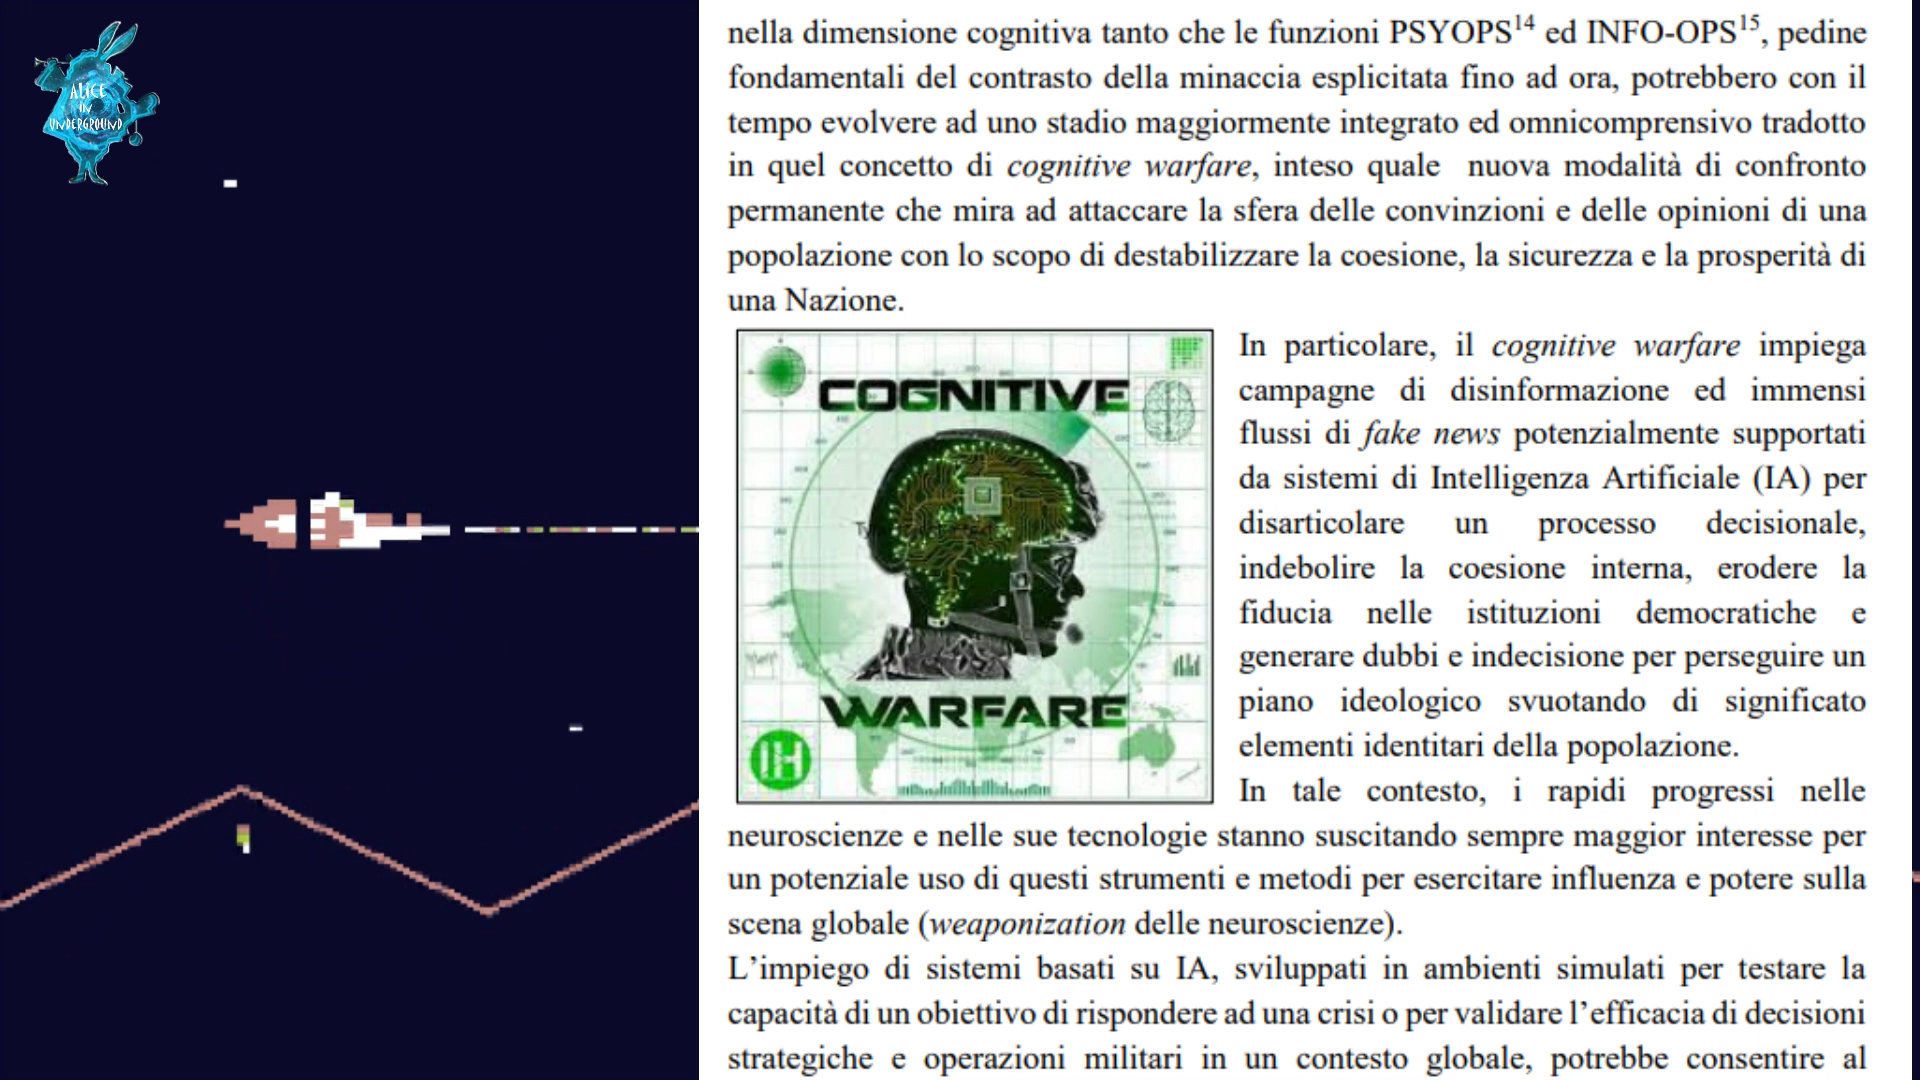 ALICE
IN
UNDERGROUND
nella dimensione cognitiva tanto che le funzioni PSYOPS14 ed INFO-OPS15, pedine
fondamentali del contrasto della minaccia esplicitata fino ad ora, potrebbero con il
tempo evolvere ad uno stadio maggiormente integrato ed omnicomprensivo tradotto
in quel concetto di cognitive warfare, inteso quale nuova modalità di confronto
permanente che mira ad attaccare la sfera delle convinzioni e delle opinioni di una
popolazione con lo scopo di destabilizzare la coesione, la sicurezza e la prosperità di
una Nazione.
COGNITIVE
WARFARE
IH
In particolare, il cognitive warfare impiega
campagne di disinformazione ed immensi
flussi di fake news potenzialmente supportati
da sistemi di Intelligenza Artificiale (IA) per
disarticolare un processo decisionale,
indebolire la coesione interna, erodere la
fiducia nelle istituzioni democratiche e
generare dubbi e indecisione per perseguire un
piano ideologico svuotando di significato
elementi identitari della popolazione.
In tale contesto, i rapidi progressi nelle
neuroscienze e nelle sue tecnologie stanno suscitando sempre maggior interesse per
un potenziale uso di questi strumenti e metodi per esercitare influenza e potere sulla
scena globale (weaponization delle neuroscienze).
L'impiego di sistemi basati su IA, sviluppati in ambienti simulati per testare la
capacità di un obiettivo di rispondere ad una crisi o per validare l'efficacia di decisioni
strategiche e operazioni militari in un contesto globale, potrebbe consentire al